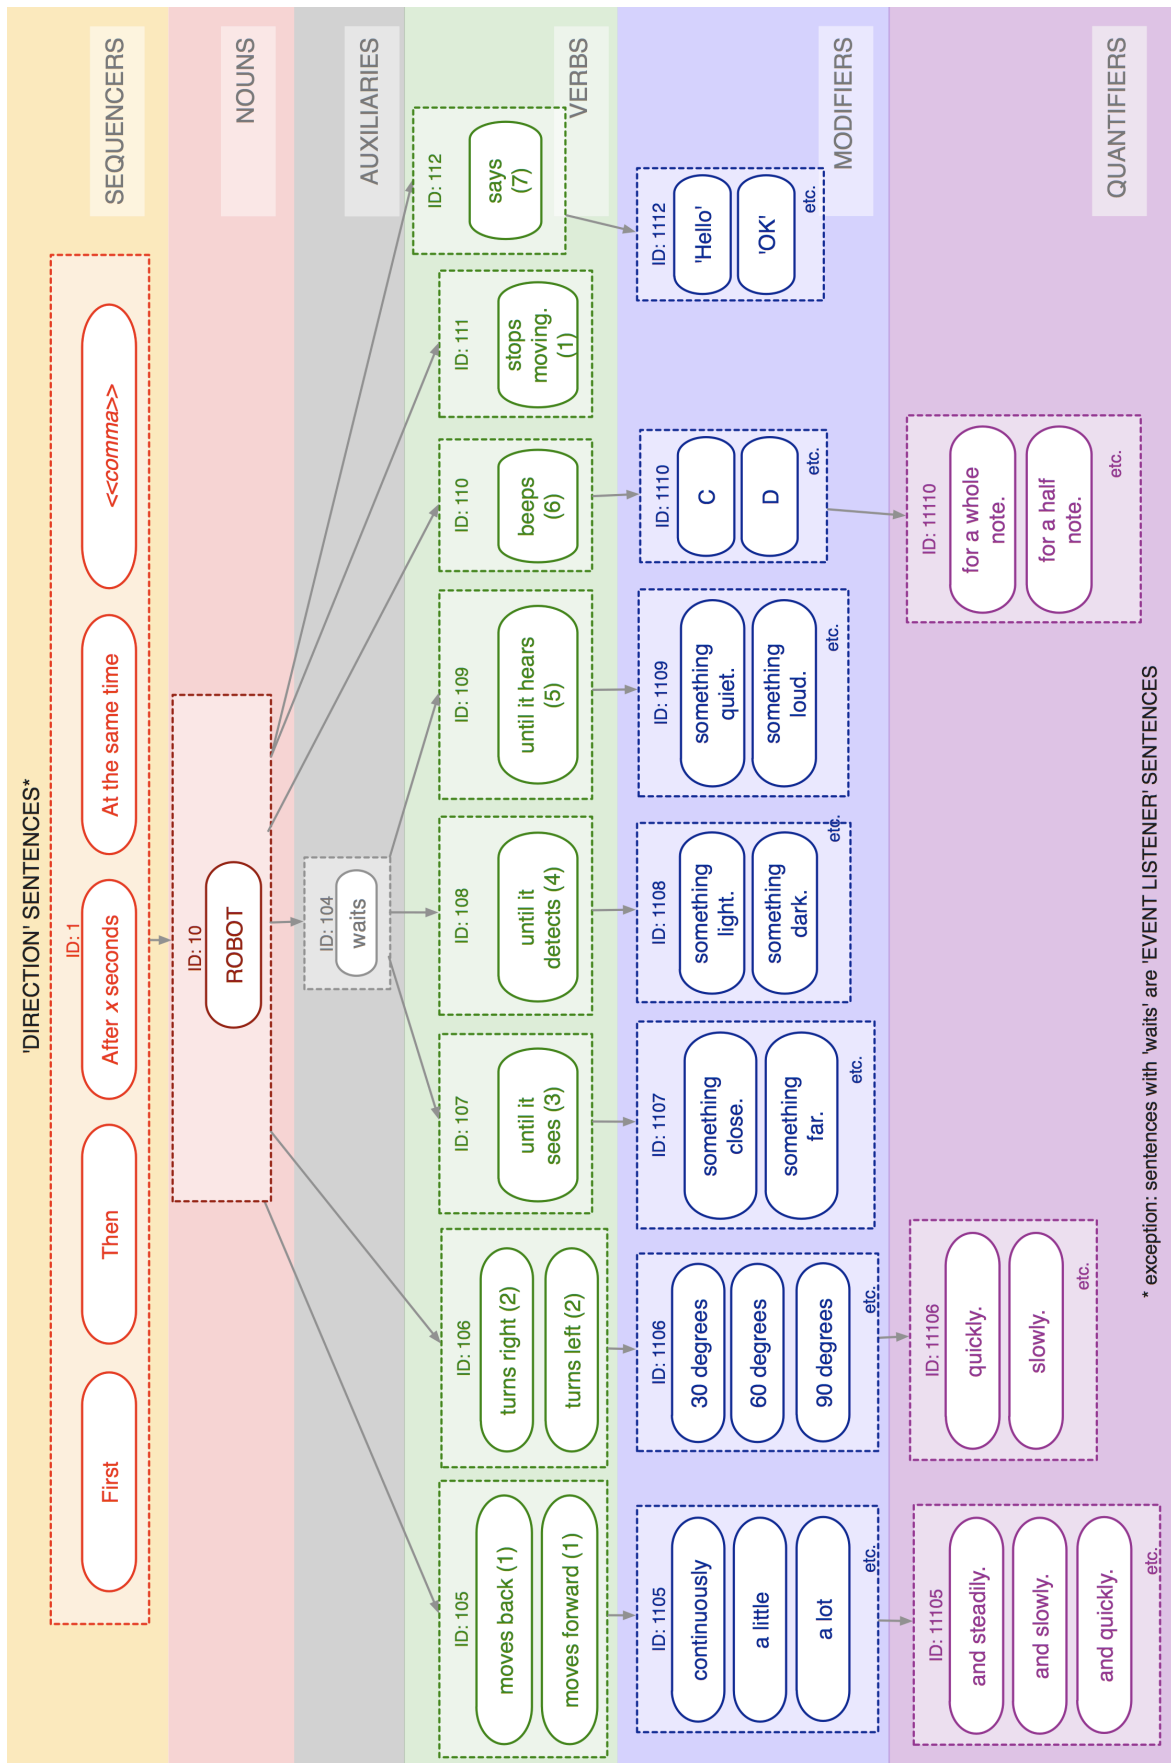 'DIRECTION' SENTENCES*
SEQUENCERS
ID: 1
First
Then
After x seconds
At the same time
<<comma>>
NOUNS
ID: 10
ROBOT
AUXILIARIES
ID: 104
waits
VERBS
ID: 105
moves back (1)
moves forward (1)
ID: 106
turns right (2)
turns left (2)
ID: 107
until it
sees (3)
ID: 108
until it
detects (4)
ID: 109
until it hears
(5)
ID: 110
beeps
(6)
ID: 111
stops
moving.
(1)
ID: 112
says
(7)
MODIFIERS
ID: 1105
continuously
a little
a lot
etc.
ID: 1106
30 degrees
60 degrees
90 degrees
etc.
ID: 1107
something
close.
something
far.
etc.
ID: 1108
something
light.
something
dark.
etc.
ID: 1109
something
quiet.
something
loud.
etc.
ID: 1110
C
D
etc.
ID: 1112
'Hello'
'OK'
etc.
QUANTIFIERS
ID: 11105
and steadily.
and slowly.
and quickly.
etc.
ID: 11106
quickly.
slowly.
etc.
ID: 11110
for a whole
note.
for a half
note.
etc.
* exception: sentences with 'waits' are 'EVENT LISTENER' SENTENCES